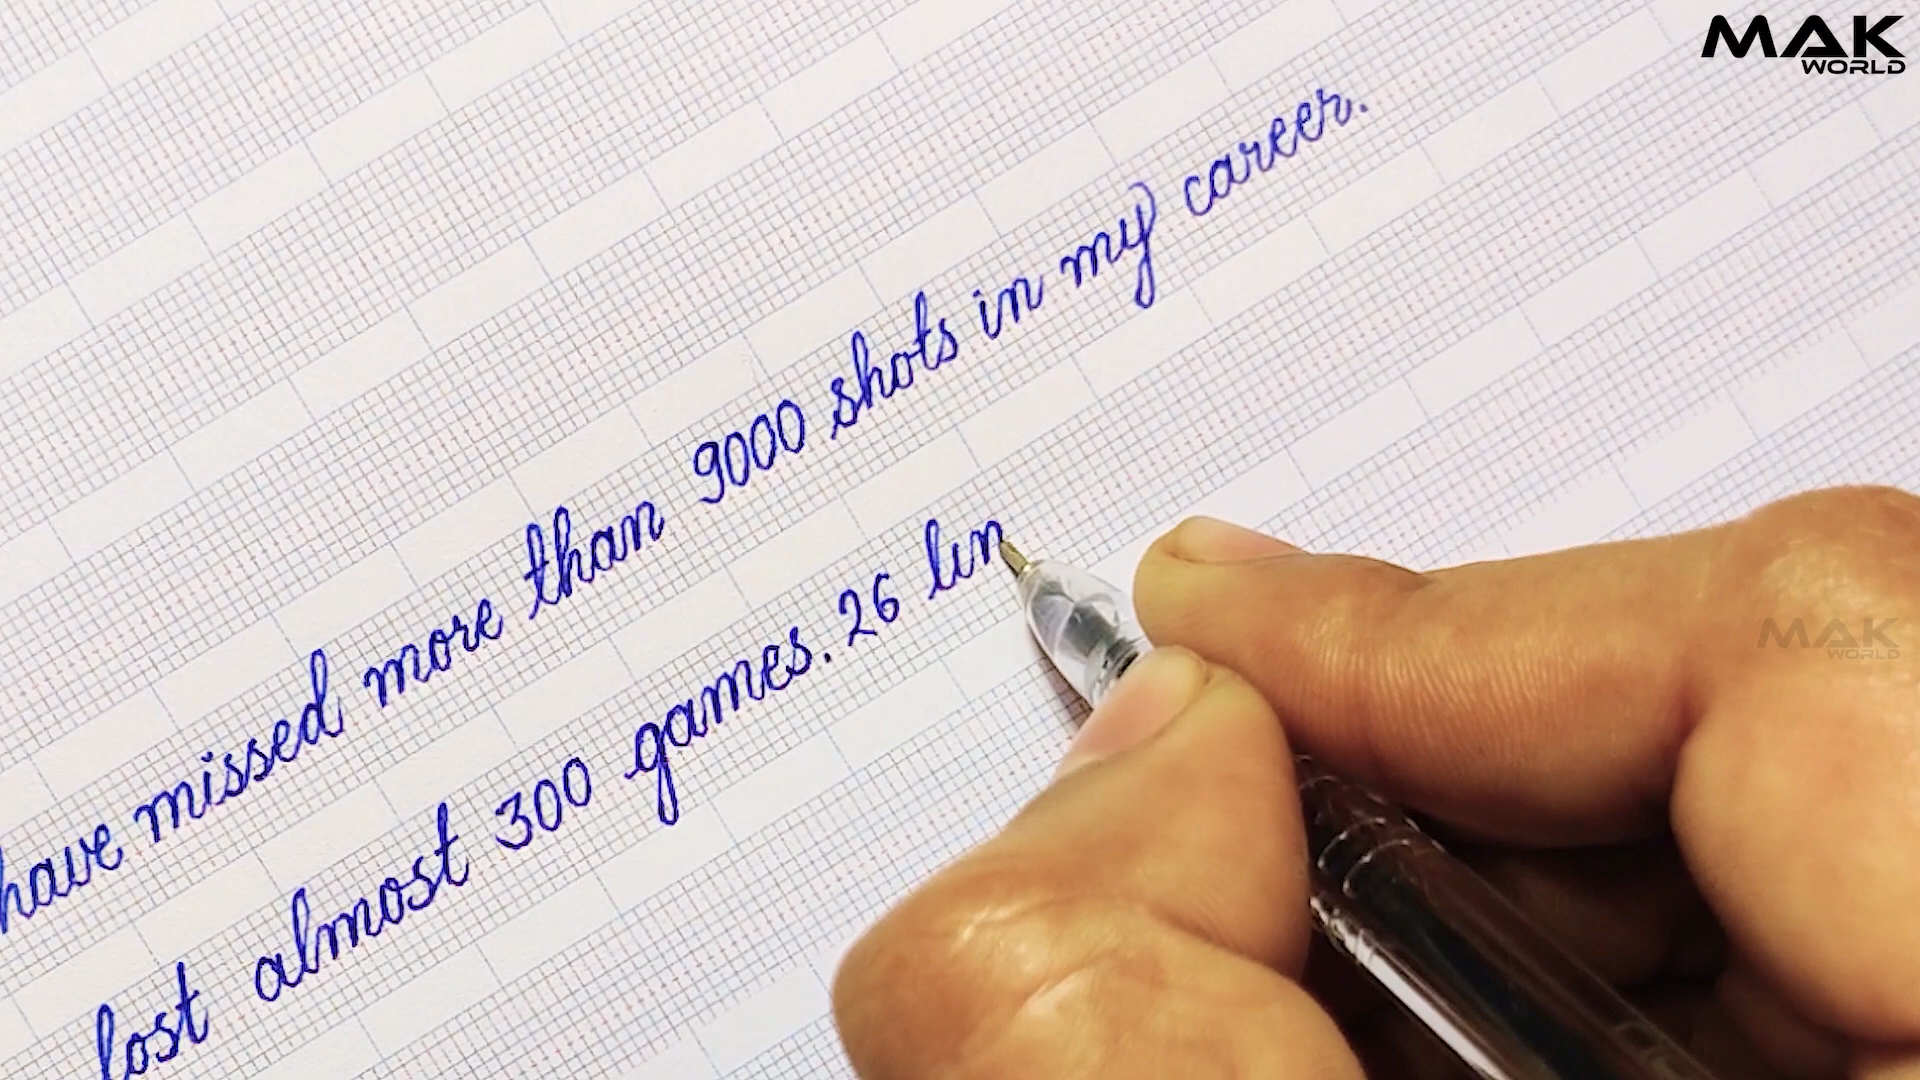 MAK
WORLD
have missed more than 9000 shots in my career.
lost almost 300 games. 26 lin
MAK
WORLD